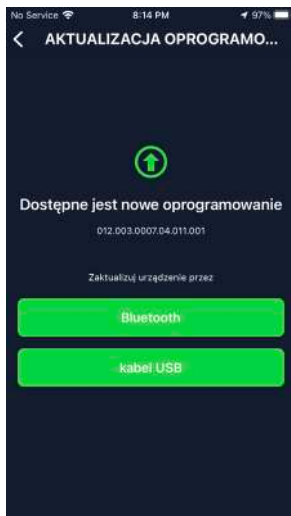 No Service 8:14 PM 97%
AKTUALIZACJA OPROGRAMO...
Dostępne jest nowe oprogramowanie
012.003.0007.04.011.001
Zaktualizuj urządzenie przez
Bluetooth
kabel USB